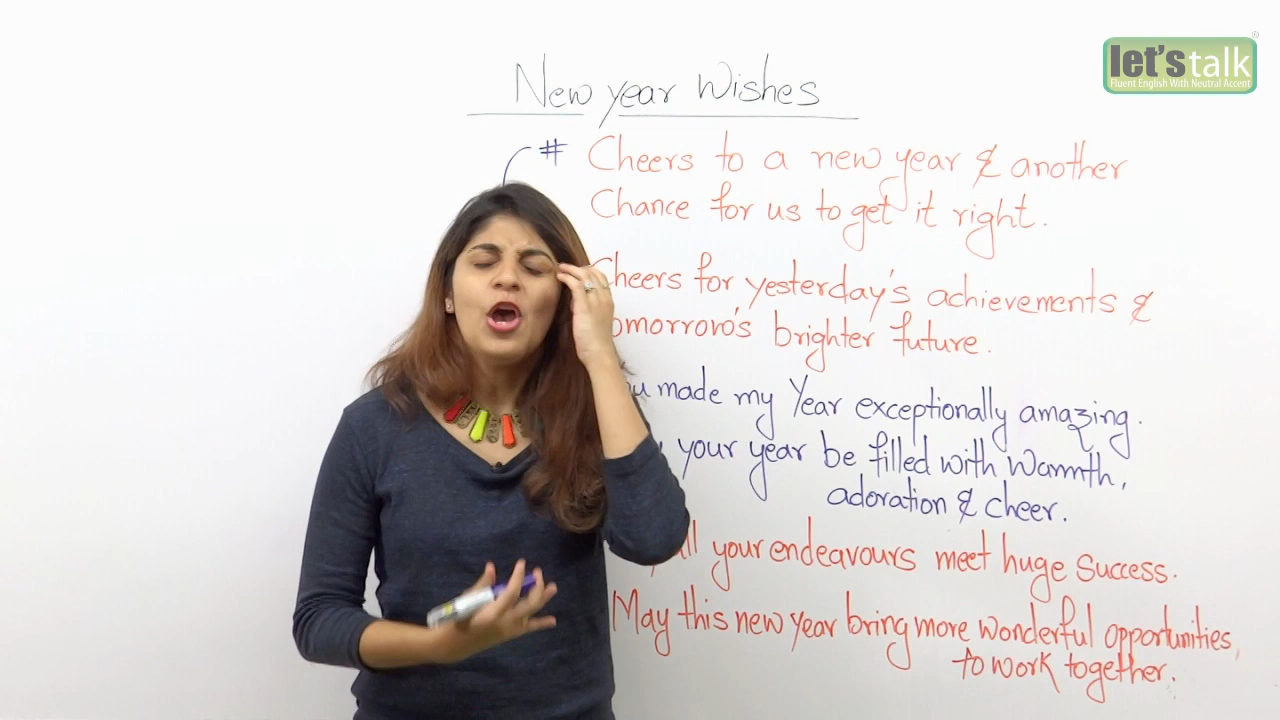 let's talk
Fluent English With Neutral Accent
New year Wishes
# Cheers to a new year & another
Chance for us to get it right.
Cheers for yesterday's achievements &
omorrow's brighter future.
made my Year exceptionally amazing.
your year be filled with Warmth,
adoration & cheer.
all your endeavours meet huge success.
May this new year bring more wonderful opportunities,
to work together.